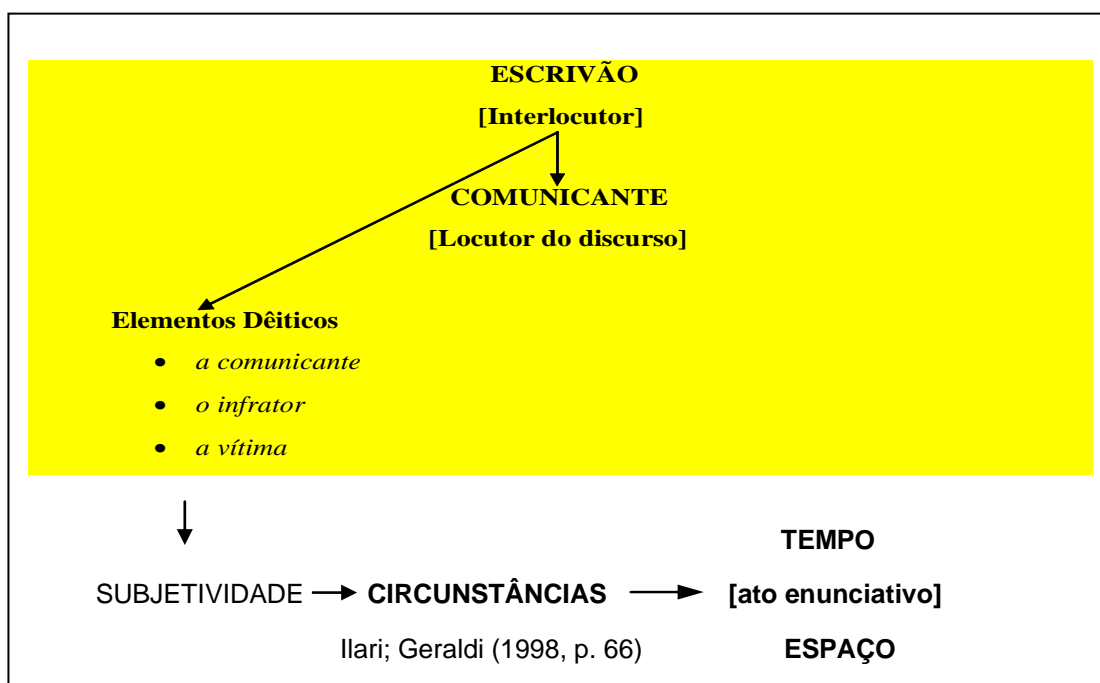 ESCRIVÃO
[Interlocutor]
COMUNICANTE
[Locutor do discurso]
Elementos Dêiticos
• a comunicante
• o infrator
• a vítima
TEMPO
SUBJETIVIDADE CIRCUNSTÂNCIAS [ato enunciativo]
Ilari; Geraldi (1998, p. 66) ESPAÇO